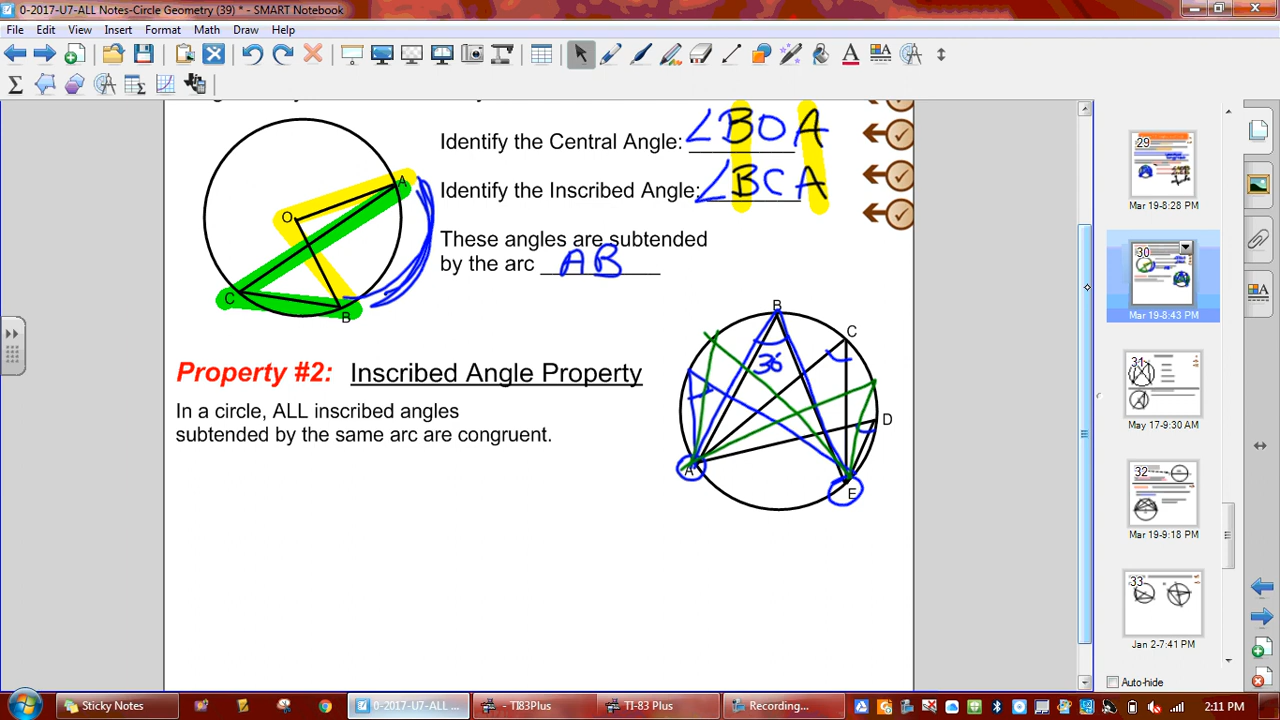 0-2017-U7-ALL Notes-Circle Geometry (39) * - SMART Notebook
File Edit View Insert Format Math Draw Help
Identify the Central Angle: ∠BOA
Identify the Inscribed Angle: ∠BCA
These angles are subtended
by the arc AB
A
O
C
B
Property #2: Inscribed Angle Property
In a circle, ALL inscribed angles
subtended by the same arc are congruent.
B
C
36
D
A
E
29
Mar 19-8:28 PM
30
Mar 19-8:43 PM
31
May 17-9:30 AM
32
Mar 19-9:18 PM
33
Jan 2-7:41 PM
Auto-hide
Sticky Notes
0-2017-U7-ALL ...
- TI83Plus
TI-83 Plus
Recording...
2:11 PM